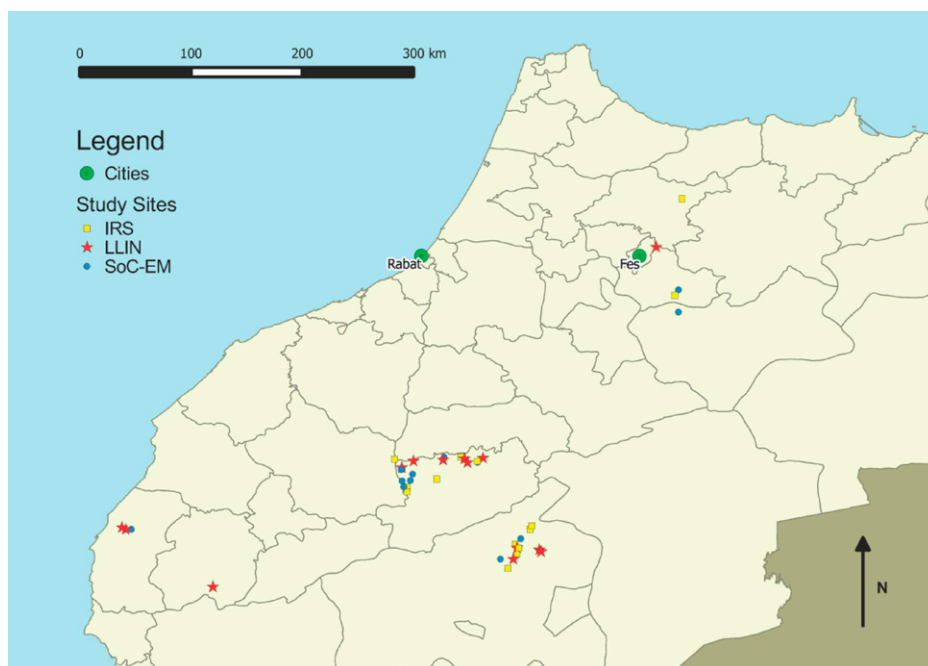 0 100 200 300 km
Legend
Cities
Study Sites
IRS
LLIN
SoC-EM
Rabat
Fes
N